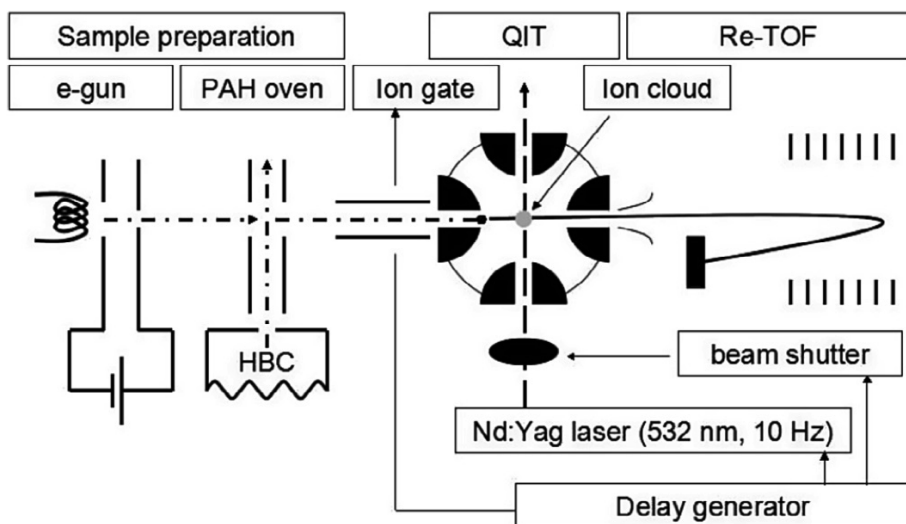 Sample preparation
QIT
Re-TOF
e-gun
PAH oven
Ion gate
Ion cloud
HBC
beam shutter
Nd:Yag laser (532 nm, 10 Hz)
Delay generator